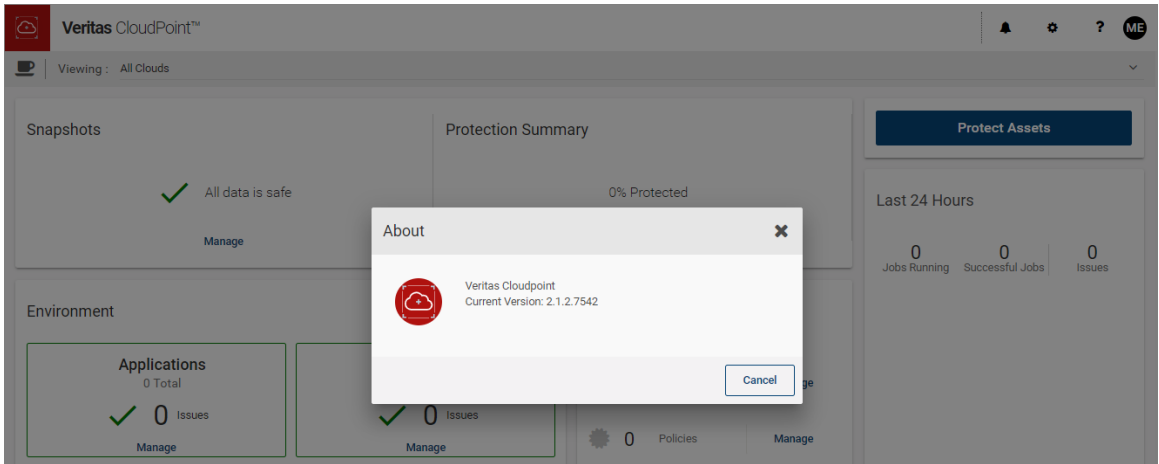 Veritas CloudPoint™
? ME
Viewing : All Clouds
Snapshots
All data is safe
Manage
Protection Summary
0% Protected
Protect Assets
Last 24 Hours
0 0 0
Jobs Running Successful Jobs Issues
About
Veritas Cloudpoint
Current Version: 2.1.2.7542
Cancel
Environment
Applications
0 Total
0 Issues
Manage
0 Issues
Manage
ge
0 Policies Manage